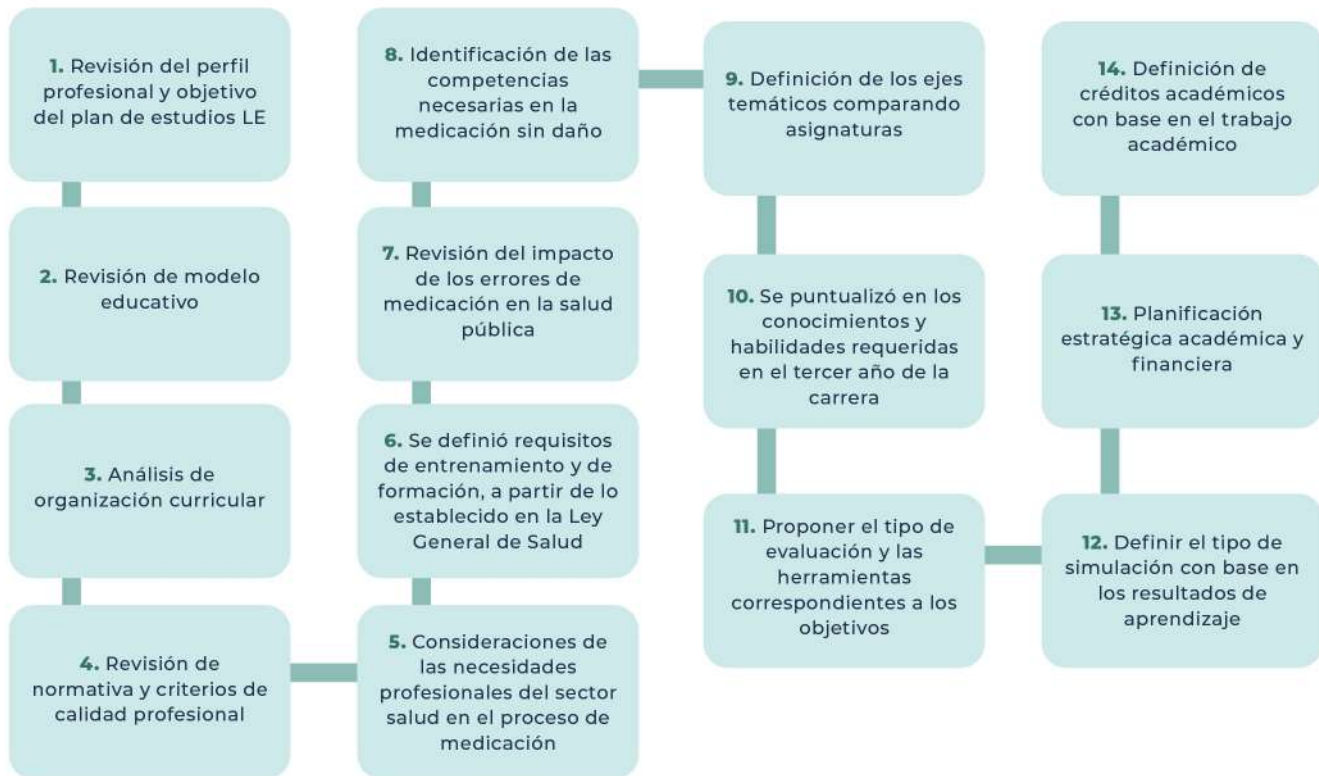 1. Revisión del perfil
profesional y objetivo
del plan de estudios LE
2. Revisión de modelo
educativo
3. Análisis de
organización curricular
4. Revisión de
normativa y criterios de
calidad profesional
5. Consideraciones de
las necesidades
profesionales del sector
salud en el proceso de
medicación
6. Se definió requisitos
de entrenamiento y de
formación, a partir de lo
establecido en la Ley
General de Salud
7. Revisión del impacto
de los errores de
medicación en la salud
pública
8. Identificación de las
competencias
necesarias en la
medicación sin daño
9. Definición de los ejes
temáticos comparando
asignaturas
10. Se puntualizó en los
conocimientos y
habilidades requeridas
en el tercer año de la
carrera
11. Proponer el tipo de
evaluación y las
herramientas
correspondientes a los
objetivos
12. Definir el tipo de
simulación con base en
los resultados de
aprendizaje
13. Planificación
estratégica académica y
financiera
14. Definición de
créditos académicos
con base en el trabajo
académico